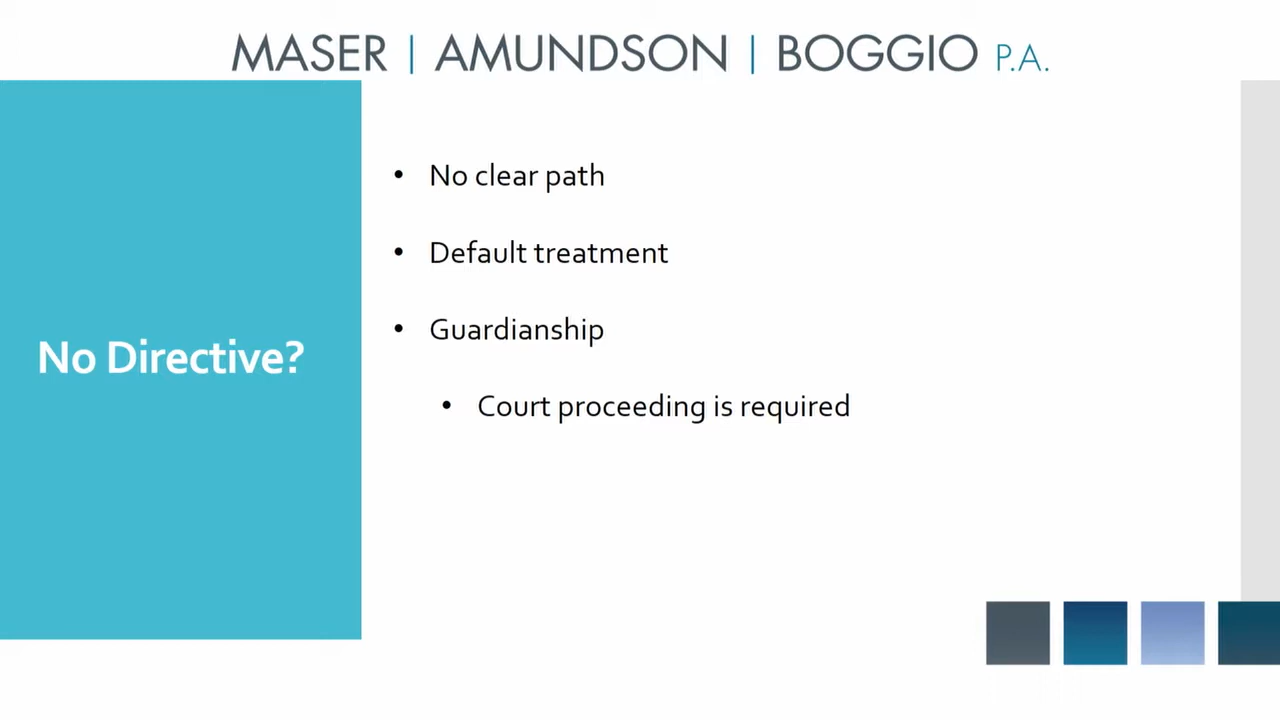 MASER | AMUNDSON | BOGGIO P.A.
No Directive?
• No clear path
• Default treatment
• Guardianship
• Court proceeding is required